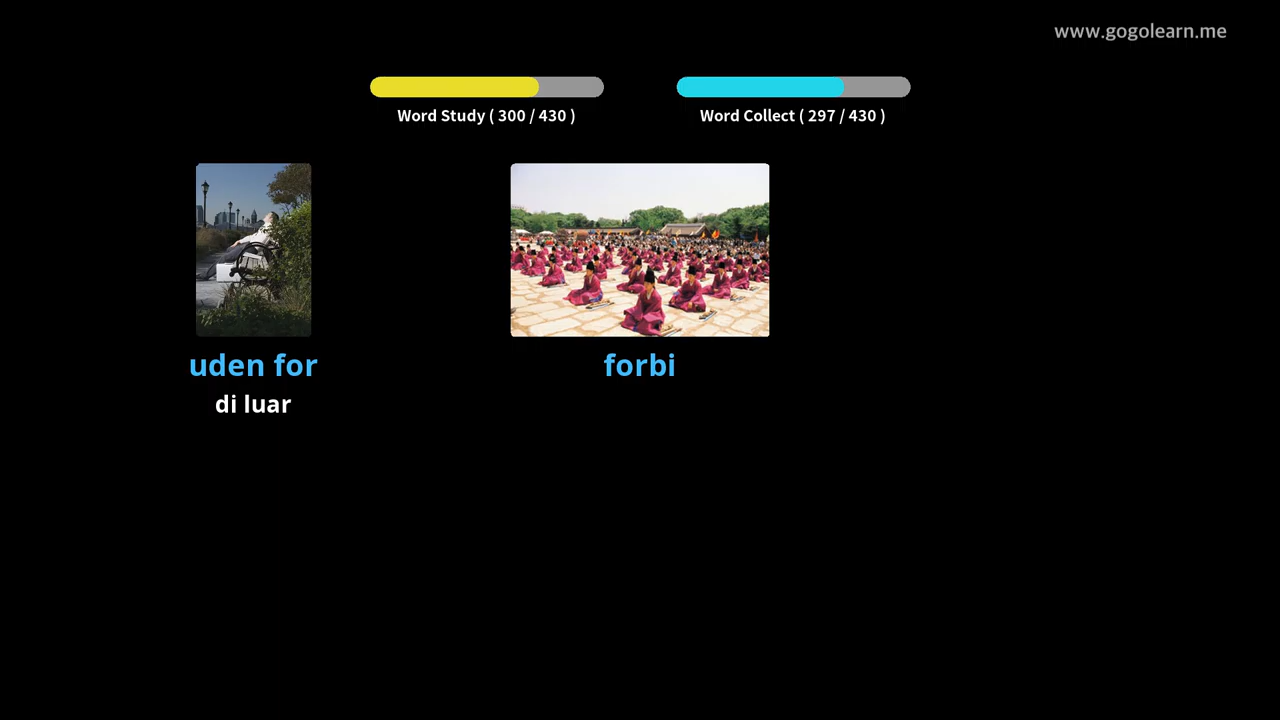 www.gogolearn.me
Word Study ( 300 / 430 )
Word Collect ( 297 / 430 )
uden for
forbi
di luar